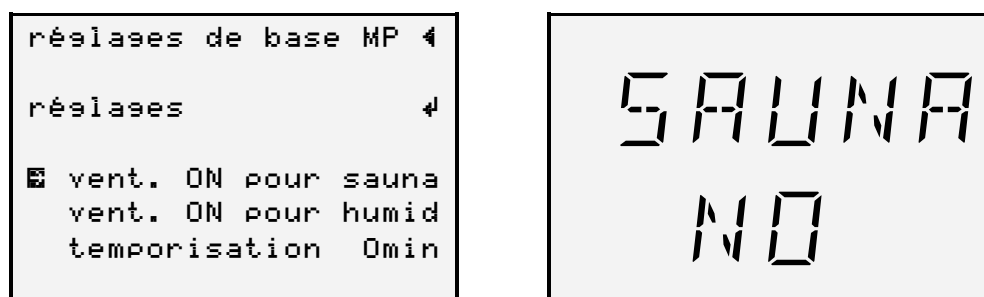 réglages de base MP
réglages
vent. ON pour sauna
vent. ON pour humid
temporisation 0min
SAUNA
NO